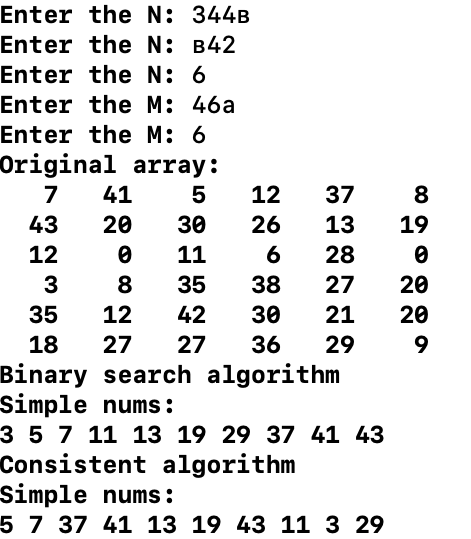 Enter the N: 344в
Enter the N: в42
Enter the N: 6
Enter the M: 46a
Enter the M: 6
Original array:
7 41 5 12 37 8
43 20 30 26 13 19
12 0 11 6 28 0
3 8 35 38 27 20
35 12 42 30 21 20
18 27 27 36 29 9
Binary search algorithm
Simple nums:
3 5 7 11 13 19 29 37 41 43
Consistent algorithm
Simple nums:
5 7 37 41 13 19 43 11 3 29